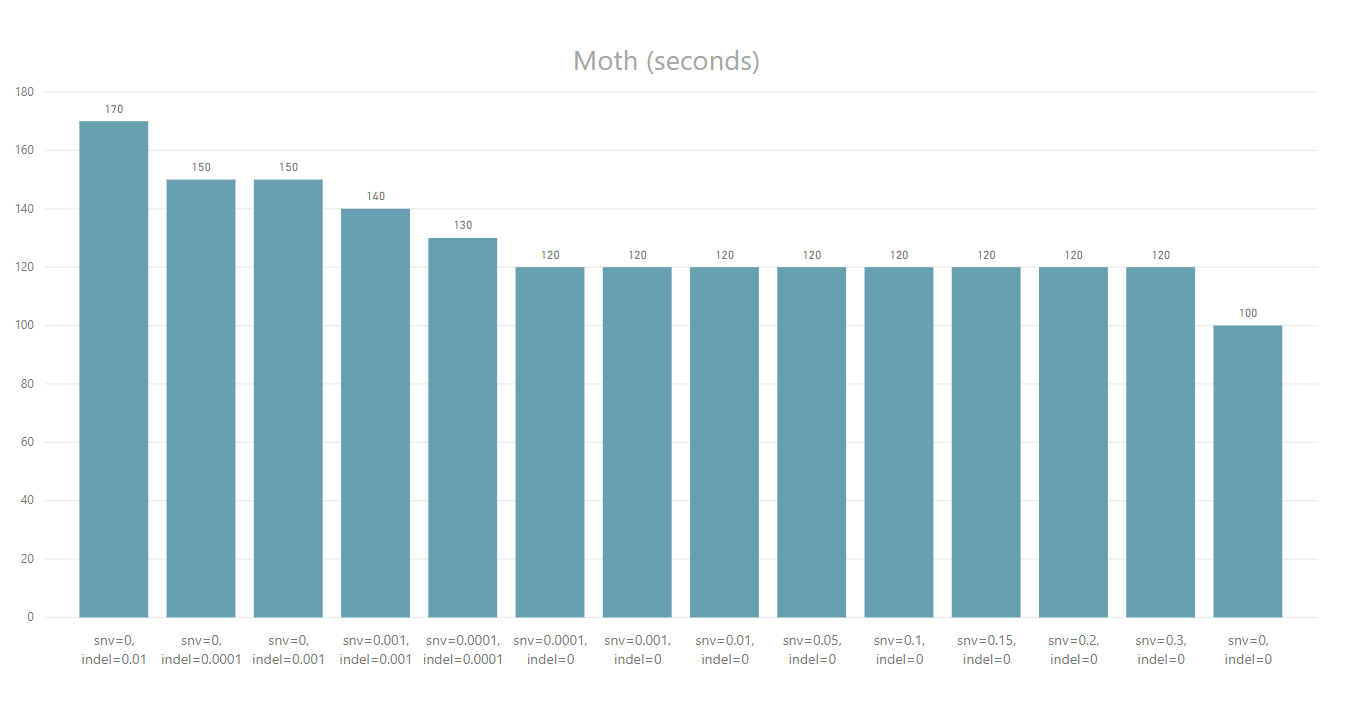 Moth (seconds)
180
160
140
120
100
80
60
40
20
0
170
150
150
140
130
120
120
120
120
120
120
120
120
100
snv=0,
indel=0.01
snv=0,
indel=0.0001
snv=0,
indel=0.001
snv=0.001,
indel=0.001
snv=0.0001,
indel=0.0001
snv=0.0001,
indel=0
snv=0.001,
indel=0
snv=0.01,
indel=0
snv=0.05,
indel=0
snv=0.1,
indel=0
snv=0.15,
indel=0
snv=0.2,
indel=0
snv=0.3,
indel=0
snv=0,
indel=0